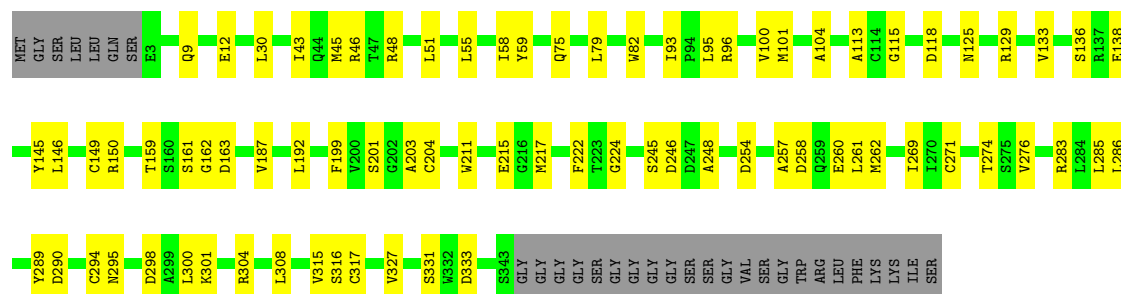 MET GLY SER LEU LEU GLN SER E3 Q9 E12 L30 I43 Q44 M45 R46 T47 R48 L51 L55 I58 Y59 Q75 L79 W82 I93 P94 L95 R96 V100 M101 A104 A113 C114 G115 D118 N125 R129 V133 S136 R137 E138
Y145 L146 C149 R150 T159 S160 S161 G162 D163 V187 L192 F199 V200 S201 G202 A203 C204 W211 E215 G216 M217 F222 T223 G224 S245 D246 D247 A248 D254 A257 D258 Q259 E260 L261 M262 I269 I270 C271 T274 S275 V276 R283 L284 L285 L286
Y289 D290 C294 N295 D298 A299 L300 K301 R304 L308 V315 S316 C317 V327 S331 W332 D333 S343 GLY GLY GLY GLY SER GLY GLY GLY GLY SER SER GLY VAL SER GLY TRP ARG LEU PHE LYS LYS ILE SER